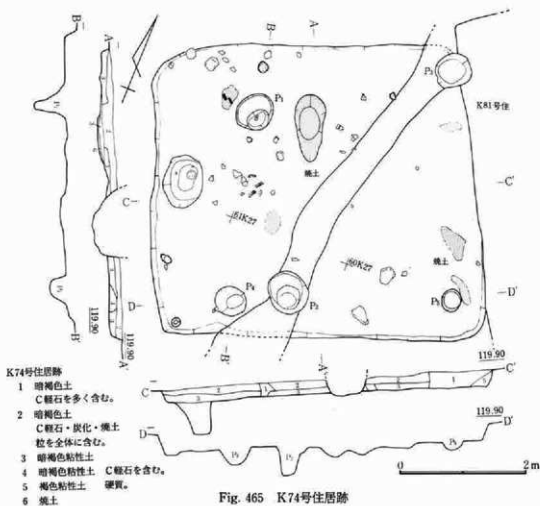 B
A
A
B
P₁
K81号住
焼土
C
C'
61K27
60K27
焼土
P₄
P₂
D
D'
B'
A'
119.90
119.90
A'
B'
K74号住居跡
1 暗褐色土
C軽石を多く含む。
2 暗褐色土
C軽石・炭化・焼土
粒を全体に含む。
3 暗褐色粘性土
4 暗褐色粘性土 C軽石を含む。
5 褐色粘性土 硬質。
6 焼土
119.90
C
C'
119.90
D
D'
0 2m
Fig. 465 K74号住居跡